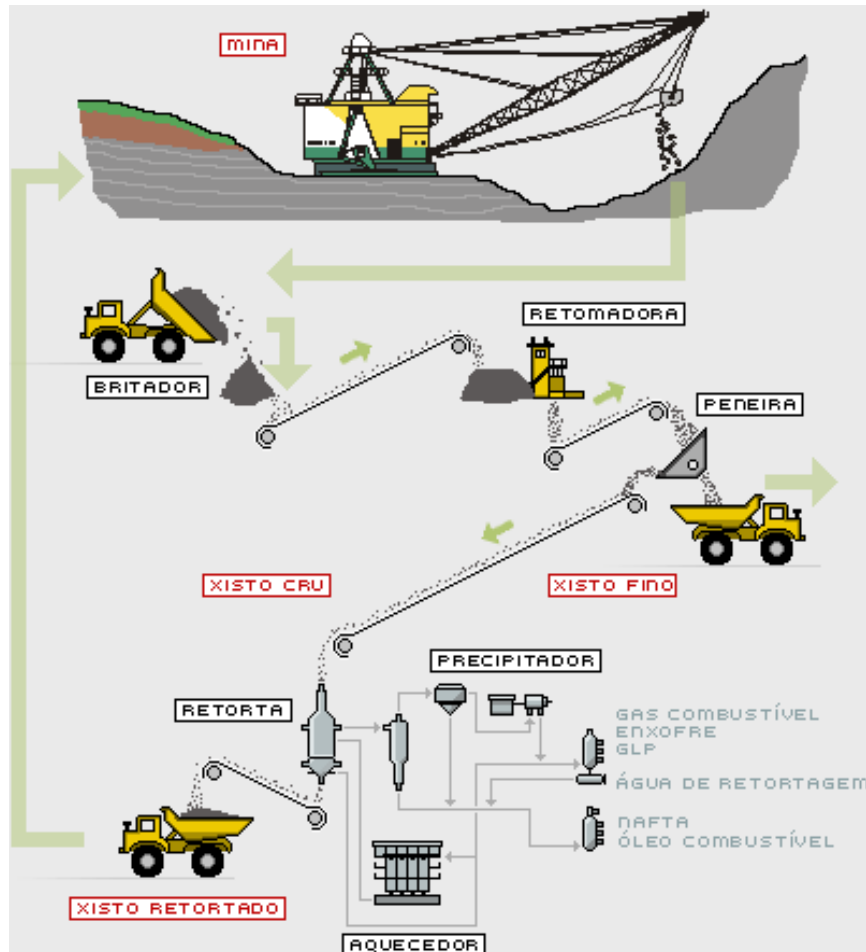 MINA
RETOMADORA
BRITADOR
PENEIRA
XISTO CRU
XISTO FINO
PRECIPITADOR
RETORTA
GAS COMBUSTÍVEL
ENXOFRE
GLP
ÁGUA DE RETORTAGEM
NAFTA
ÓLEO COMBUSTÍVEL
XISTO RETORTADO
AQUECEDOR